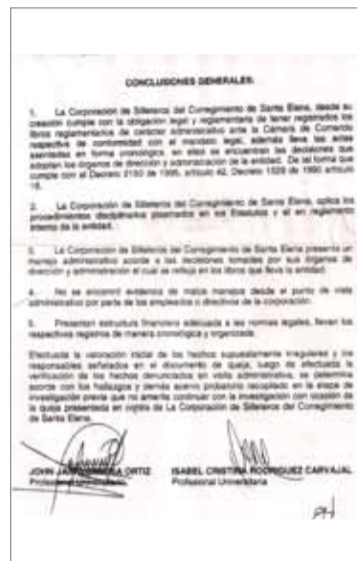 CONCLUSIONES GENERALES:
1. La Corporación de Silleteros del Corregimiento de Santa Elena, desde su
creación cumple con la obligación legal y reglamentaria de tener registrados los
libros reglamentarios de carácter administrativo ante la Cámara de Comercio
respectiva de conformidad con el mandato legal, además lleva las actas
asentadas en forma cronológica, en ellas se encuentran las decisiones que
adoptan los órganos de dirección y administración de la entidad. De tal forma que
cumple con el Decreto 2150 de 1995, artículo 42, Decreto 1529 de 1990 artículo
18.
2. La Corporación de Silleteros del Corregimiento de Santa Elena, aplica los
procedimientos disciplinarios plasmados en los Estatutos y el en reglamento
interno de la entidad.
3. La Corporación de Silleteros del Corregimiento de Santa Elena presenta un
manejo administrativo acorde a las decisiones tomadas por sus órganos de
dirección y administración el cual se refleja en los libros que lleva la entidad.
4. No se encontró evidencia de malos manejos desde el punto de vista
administrativo por parte de los empleados o directivos de la corporación.
5. Presentan estructura financiera adecuada a las normas legales, llevan los
respectivos registros de manera cronológica y organizada.
Efectuada la valoración inicial de los hechos supuestamente irregulares y los
responsables señalados en el documento de queja, luego de efectuada la
verificación de los hechos denunciados en visita administrativa, se determina
acorde con los hallazgos y demás acervo probatorio recopilado en la etapa de
investigación previa que no amerita continuar con la investigación con ocasión de
la queja presentada en contra de La Corporación de Silleteros del Corregimiento
de Santa Elena.
JOHN ORTIZ ISABEL CRISTINA RODRIGUEZ CARVAJAL
Profesional Universitario Profesional Universitaria